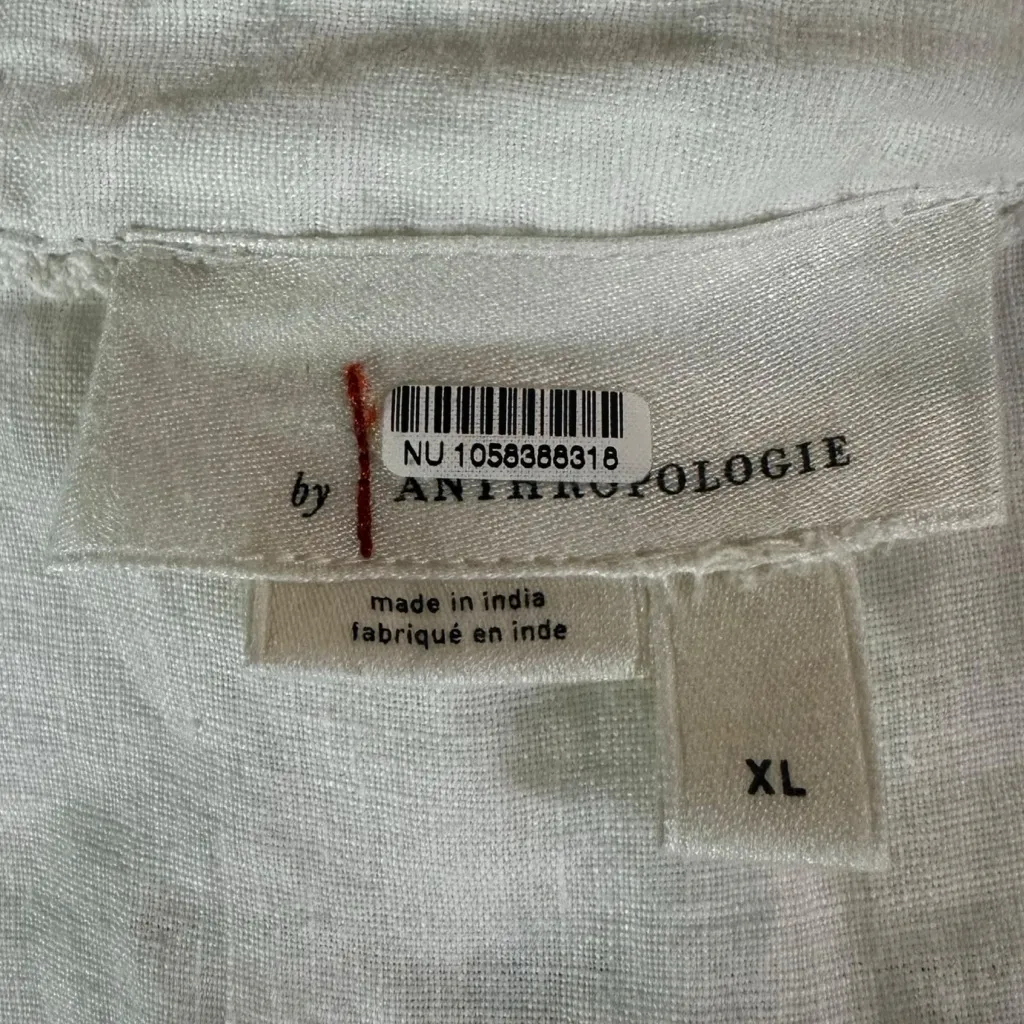 NU 1058388318
by ANTHROPOLOGIE
made in india
fabriqué en inde
XL